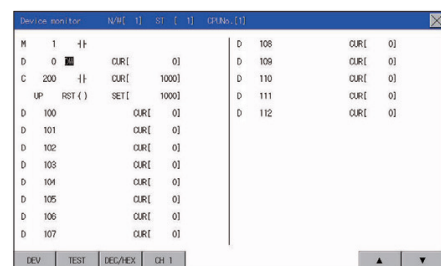 Device monitor N/W[ 1] ST [ 1] CPUNo.[1]
M 1 ┤├
D 0 CUR[ 0]
C 200 ┤├ CUR[ 1000]
UP RST ( ) SET[ 1000]
D 100 CUR[ 0]
D 101 CUR[ 0]
D 102 CUR[ 0]
D 103 CUR[ 0]
D 104 CUR[ 0]
D 105 CUR[ 0]
D 106 CUR[ 0]
D 107 CUR[ 0]
D 108 CUR[ 0]
D 109 CUR[ 0]
D 110 CUR[ 0]
D 111 CUR[ 0]
D 112 CUR[ 0]
DEV TEST DEC/HEX CH 1 ▲ ▼